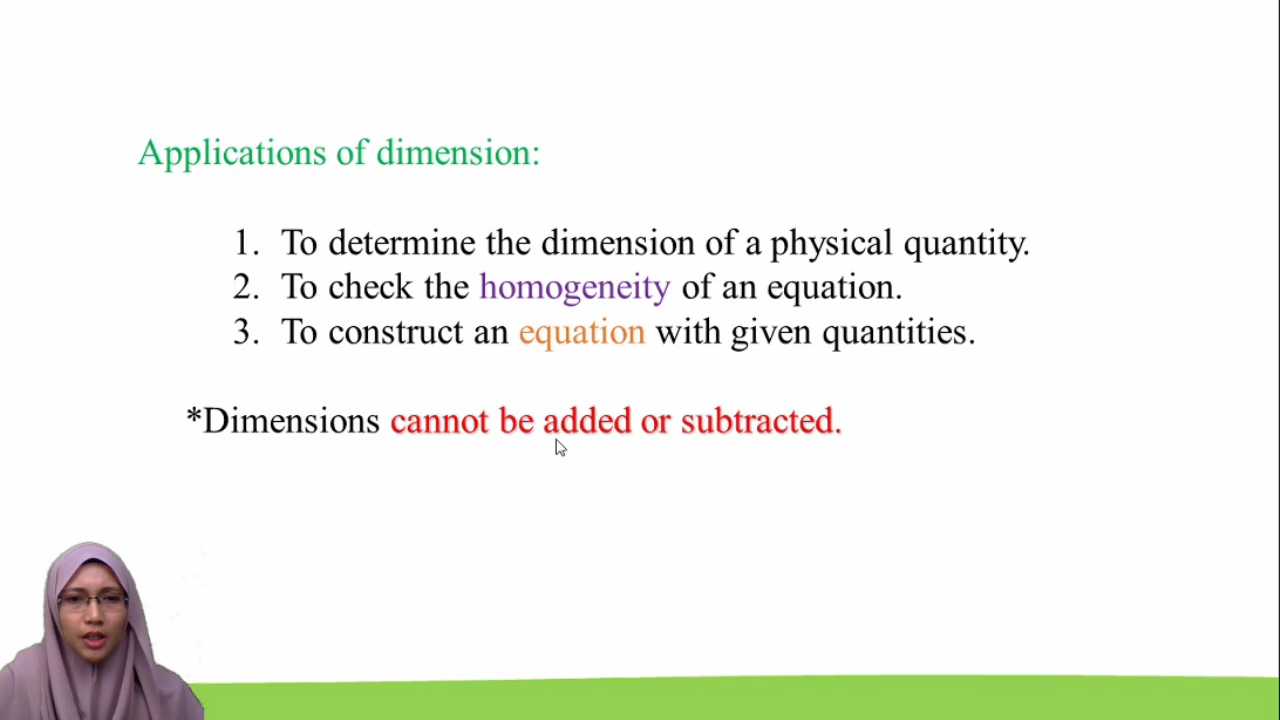 Applications of dimension:
1. To determine the dimension of a physical quantity.
2. To check the homogeneity of an equation.
3. To construct an equation with given quantities.
*Dimensions cannot be added or subtracted.